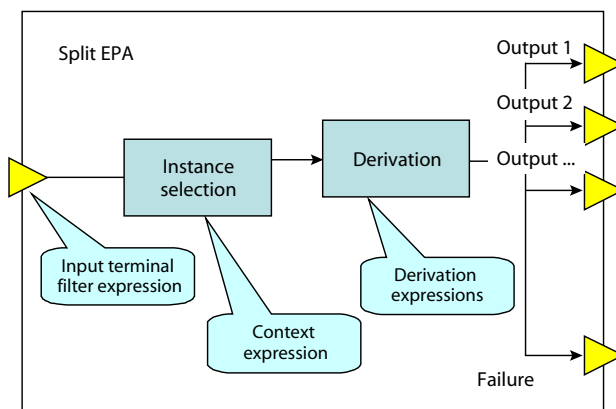 Split EPA
Output 1
Output 2
Output ...
Instance
selection
Derivation
Input terminal
filter expression
Derivation
expressions
Context
expression
Failure